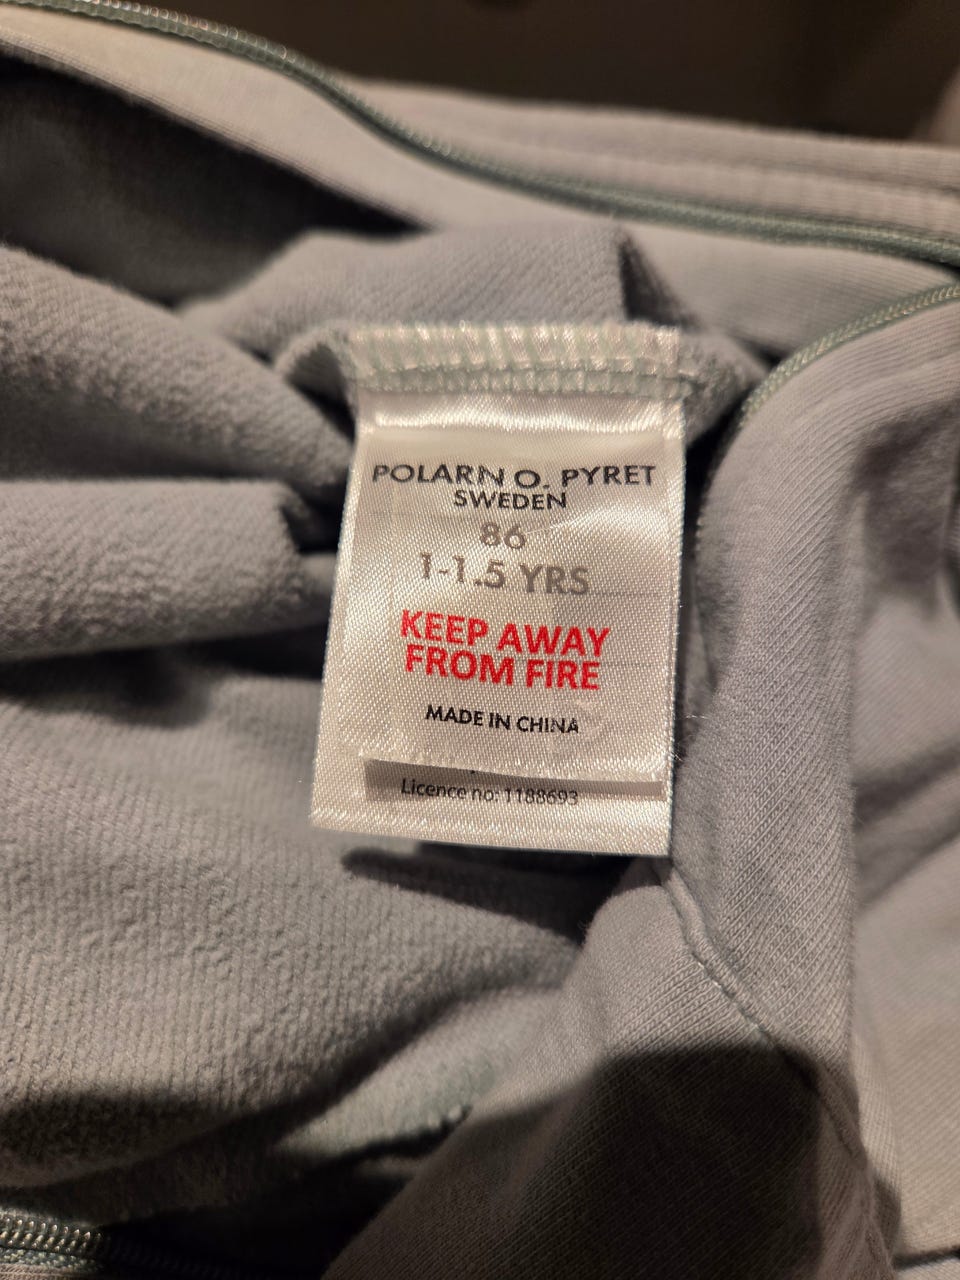 POLARN O. PYRET
SWEDEN
86
1-1.5 YRS
KEEP AWAY
FROM FIRE
MADE IN CHINA
Licence no: 1188693